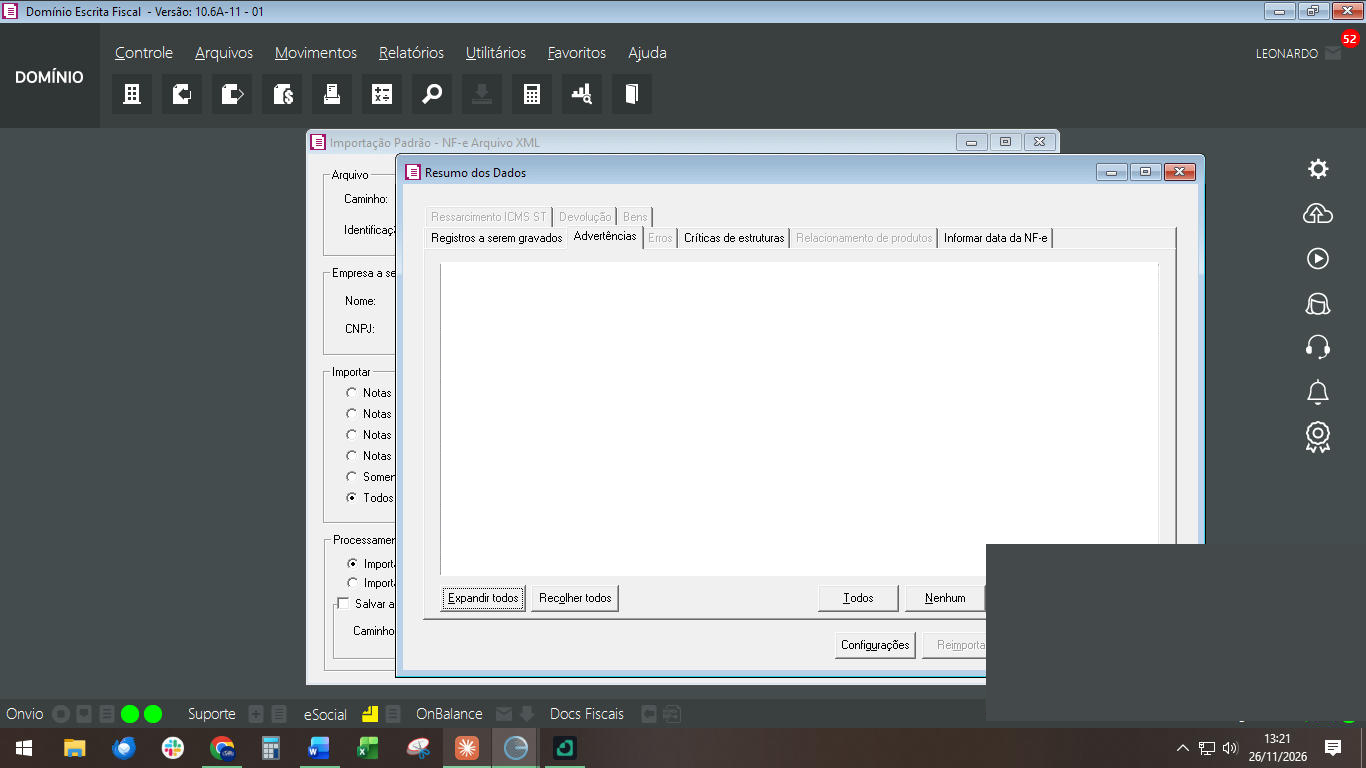 Domínio Escrita Fiscal - Versão: 10.6A-11 - 01
DOMÍNIO
Controle Arquivos Movimentos Relatórios Utilitários Favoritos Ajuda
LEONARDO 52
Importação Padrão - NF-e Arquivo XML
Arquivo
Caminho:
Identificaç
Empresa a se
Nome:
CNPJ:
Importar
Notas
Notas
Notas
Notas
Somen
Todos
Processamen
Importa
Importa
Salvar a
Caminho
Resumo dos Dados
Ressarcimento ICMS ST Devolução Bens
Registros a serem gravados Advertências Erros Críticas de estruturas Relacionamento de produtos Informar data da NF-e
Expandir todos Recolher todos Todos Nenhum
Configurações Reimporta
Onvio Suporte eSocial OnBalance Docs Fiscais
13:21
26/11/2026